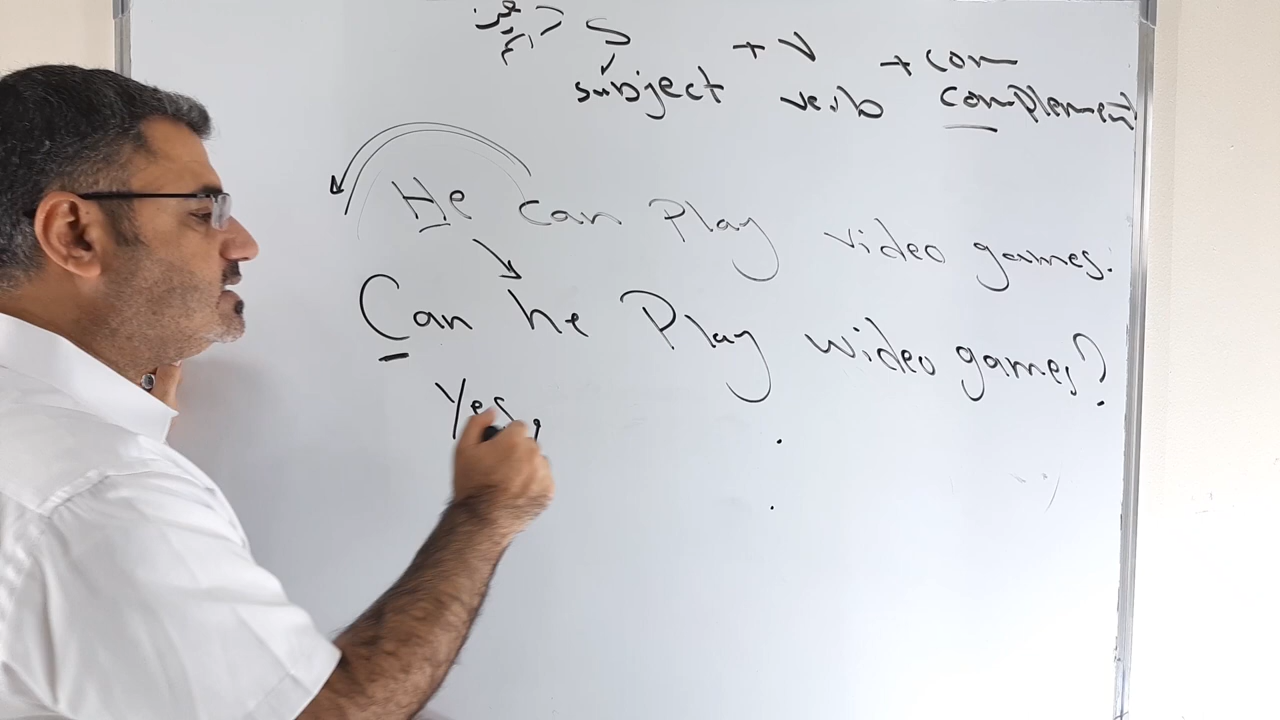 S + V + com
subject verb complement
He can Play video games.
Can he Play wideo games?
Yes,